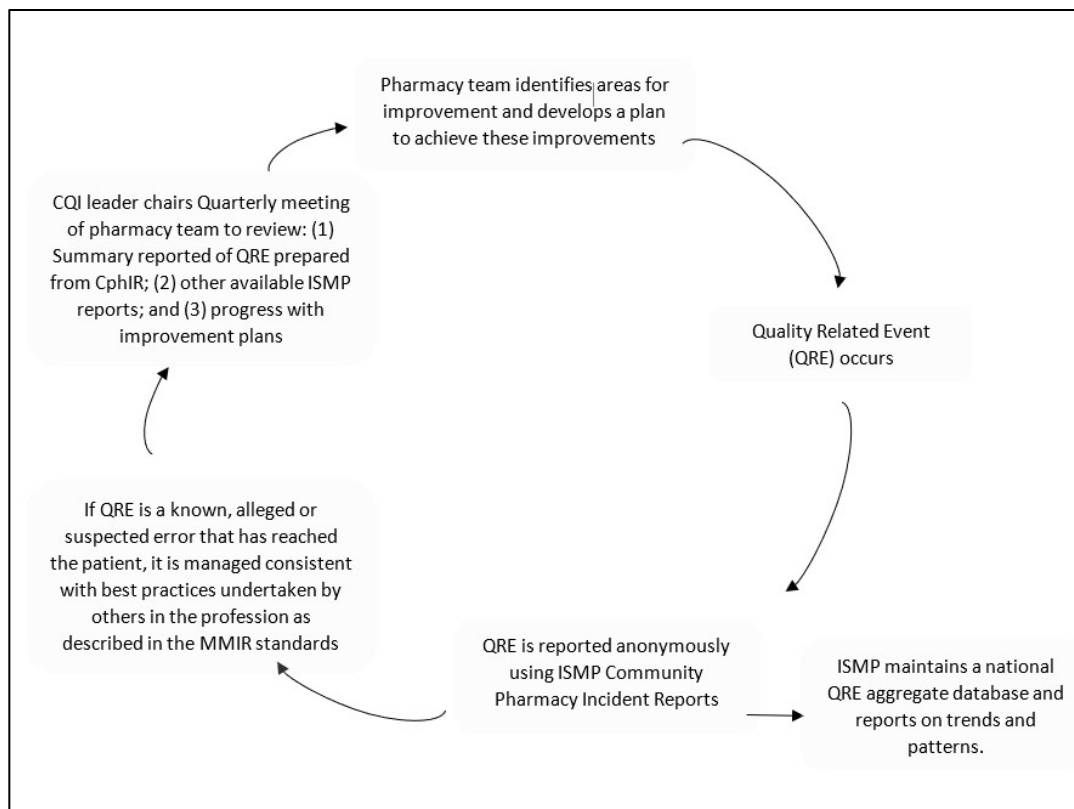 Pharmacy team identifies areas for
improvement and develops a plan
to achieve these improvements
CQI leader chairs Quarterly meeting
of pharmacy team to review: (1)
Summary reported of QRE prepared
from CphIR; (2) other available ISMP
reports; and (3) progress with
improvement plans
Quality Related Event
(QRE) occurs
If QRE is a known, alleged or
suspected error that has reached
the patient, it is managed consistent
with best practices undertaken by
others in the profession as
described in the MMIR standards
QRE is reported anonymously
using ISMP Community
Pharmacy Incident Reports
ISMP maintains a national
QRE aggregate database and
reports on trends and
patterns.